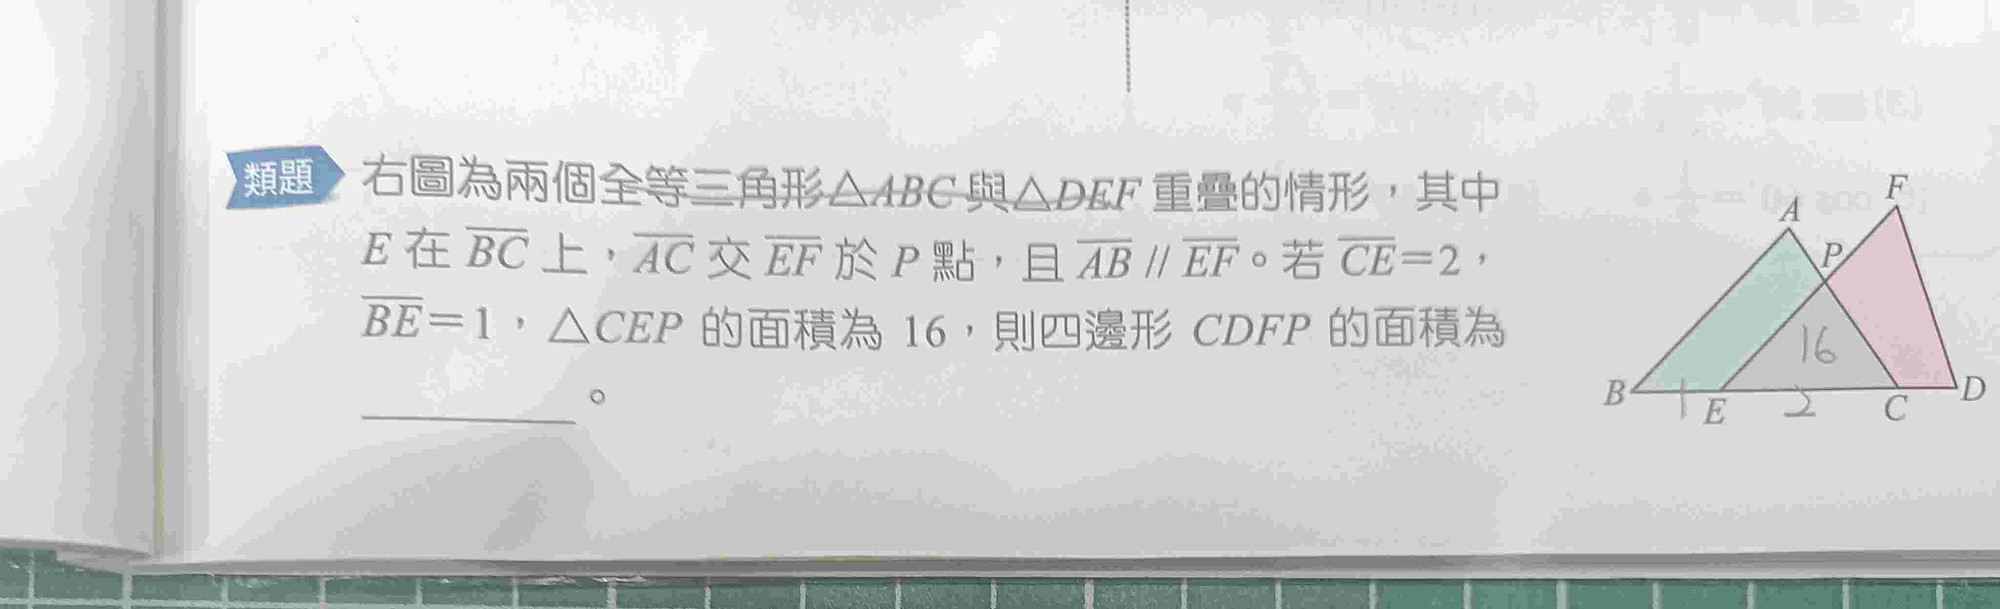 類題 右圖為兩個全等三角形△ABC與△DEF重疊的情形，其中
E在BC上，AC交EF於P點，且AB//EF。若CE=2，
BE=1，△CEP的面積為16，則四邊形CDFP的面積為
______。
F
A
P
16
B
1
E
2
C
D